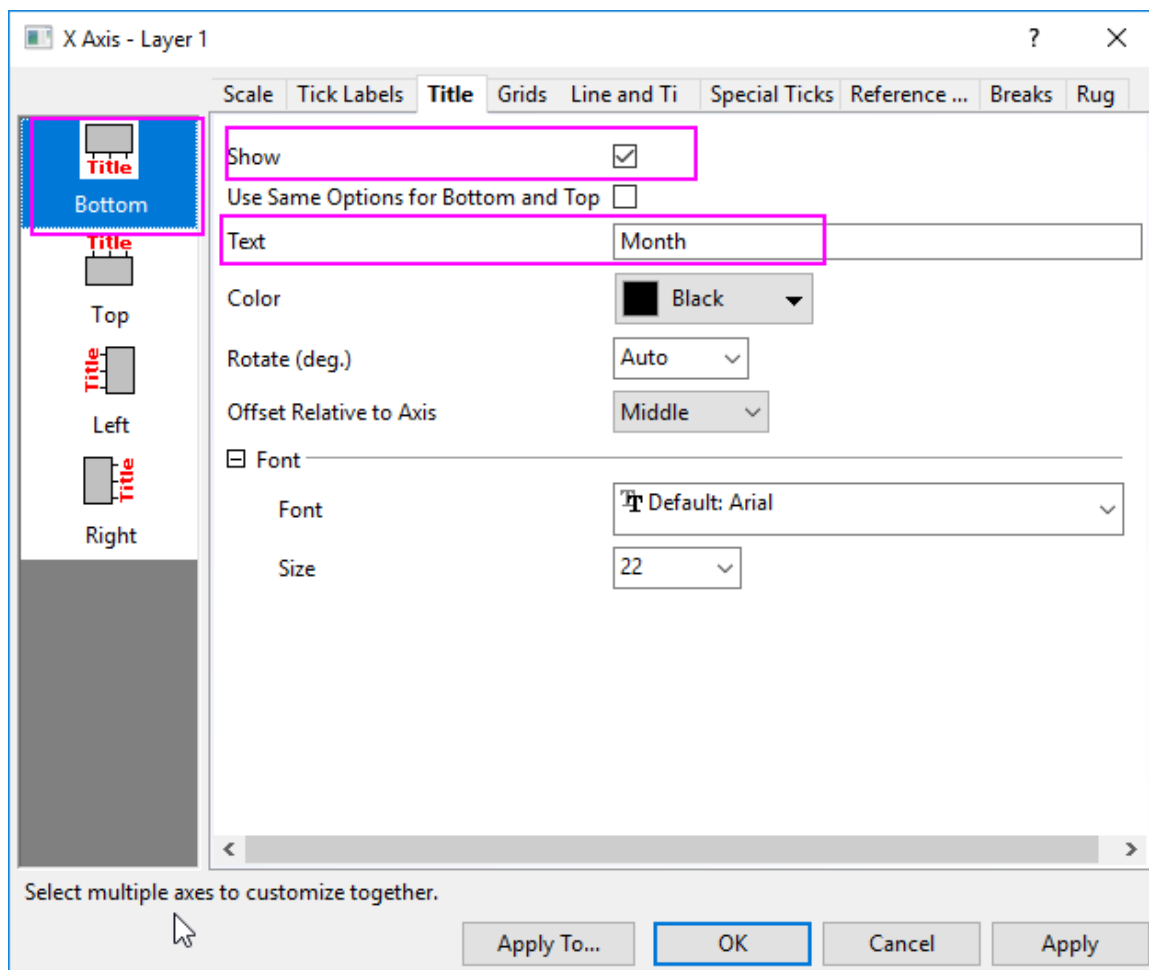 X Axis - Layer 1
?
Scale Tick Labels Title Grids Line and Ti Special Ticks Reference ... Breaks Rug
Title
Bottom
Title
Top
Title
Left
Title
Right
Show
Use Same Options for Bottom and Top
Text Month
Color Black
Rotate (deg.) Auto
Offset Relative to Axis Middle
Font
Font Default: Arial
Size 22
Select multiple axes to customize together.
Apply To... OK Cancel Apply